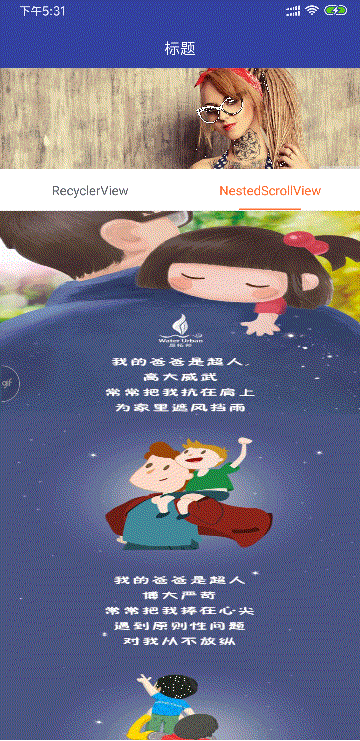 下午5:31
标题
RecyclerView
NestedScrollView
Water Urban
我的爸爸是超人,
高大威武
常常把我抗在肩上
为家里遮风挡雨
gif
我的爸爸是超人
博大严苛
常常把我捧在心尖
遇到原则性问题
对我从不放纵